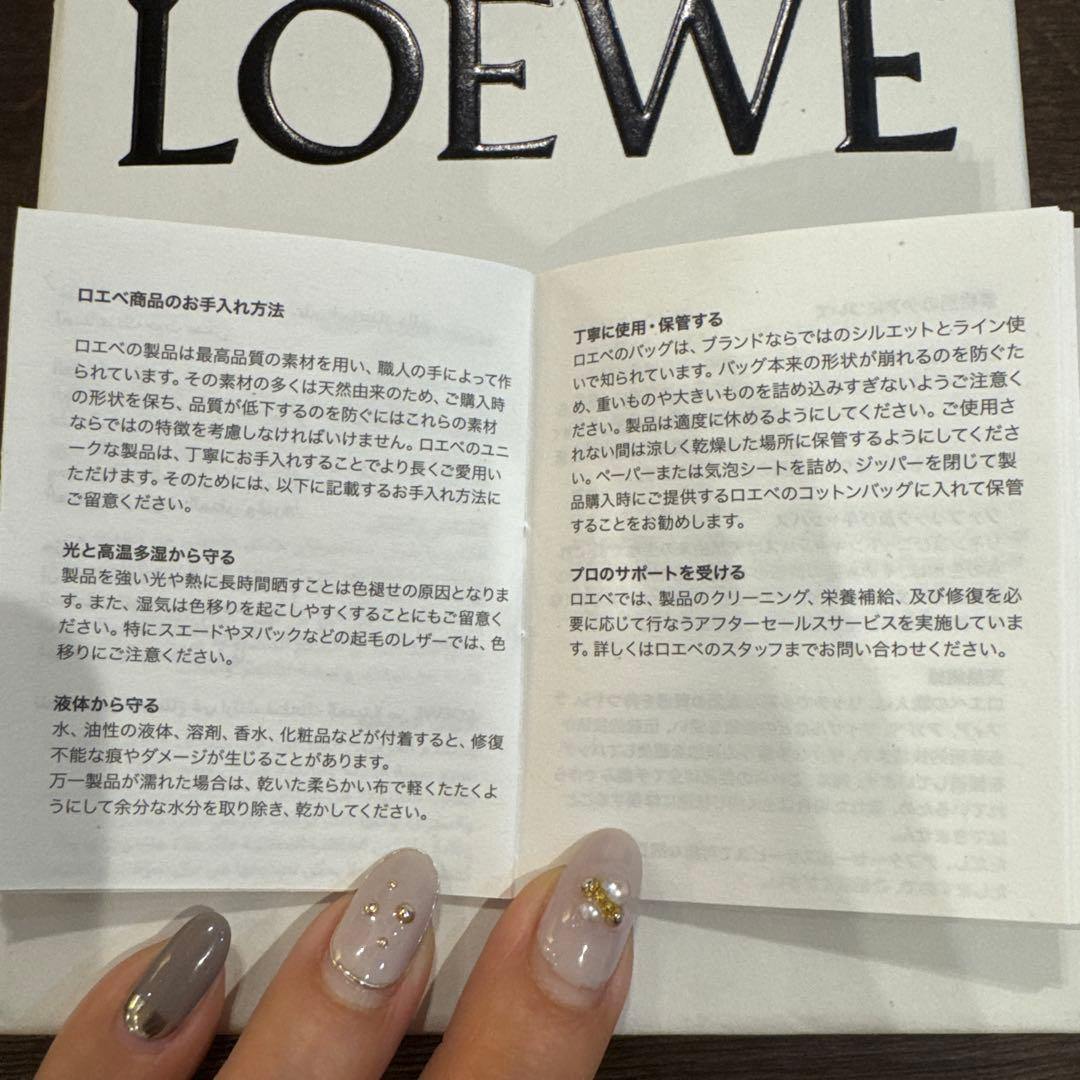 LOEWE
ロエベ商品のお手入れ方法
ロエベの製品は最高品質の素材を用い、職人の手によって作
られています。その素材の多くは天然由来のため、ご購入時
の形状を保ち、品質が低下するのを防ぐにはこれらの素材
ならではの特徴を考慮しなければいけません。ロエベのユニ
ークな製品は、丁寧にお手入れすることでより長くご愛用い
ただけます。そのためには、以下に記載するお手入れ方法に
ご留意ください。
光と高温多湿から守る
製品を強い光や熱に長時間晒すことは色褪せの原因となりま
す。また、湿気は色移りを起こしやすくすることにもご留意く
ださい。特にスエードやヌバックなどの起毛のレザーでは、色
移りにご注意ください。
液体から守る
水、油性の液体、溶剤、香水、化粧品などが付着すると、修復
不能な痕やダメージが生じることがあります。
万一製品が濡れた場合は、乾いた柔らかい布で軽くたたくよ
うにして余分な水分を取り除き、乾かしてください。
丁寧に使用・保管する
ロエベのバッグは、ブランドならではのシルエットとライン使
いで知られています。バッグ本来の形状が崩れるのを防ぐた
め、重いものや大きいものを詰め込みすぎないようご注意く
ださい。製品は適度に休めるようにしてください。ご使用さ
れない間は涼しく乾燥した場所に保管するようにしてくださ
い。ペーパーまたは気泡シートを詰め、ジッパーを閉じて製
品購入時にご提供するロエベのコットンバッグに入れて保管
することをお勧めします。
プロのサポートを受ける
ロエベでは、製品のクリーニング、栄養補給、及び修復を必
要に応じて行なうアフターセールスサービスを実施していま
す。詳しくはロエベのスタッフまでお問い合わせください。